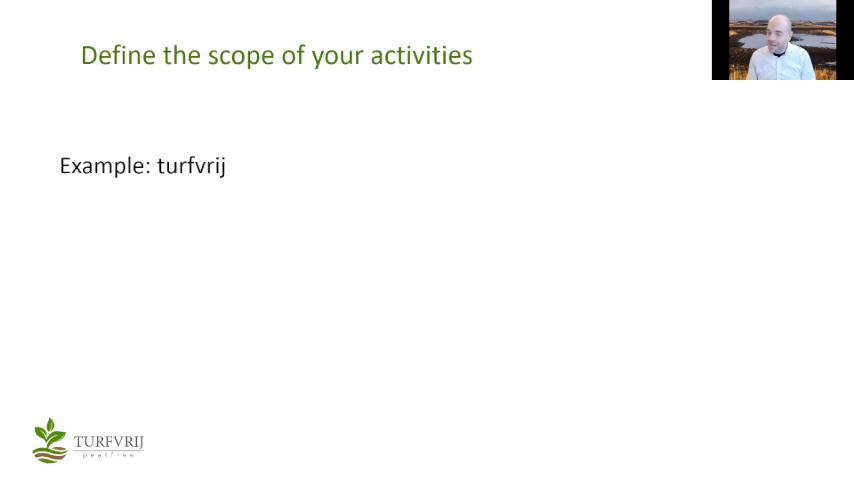 Define the scope of your activities
Example: turfvrij
TURFVRIJ
peatfree